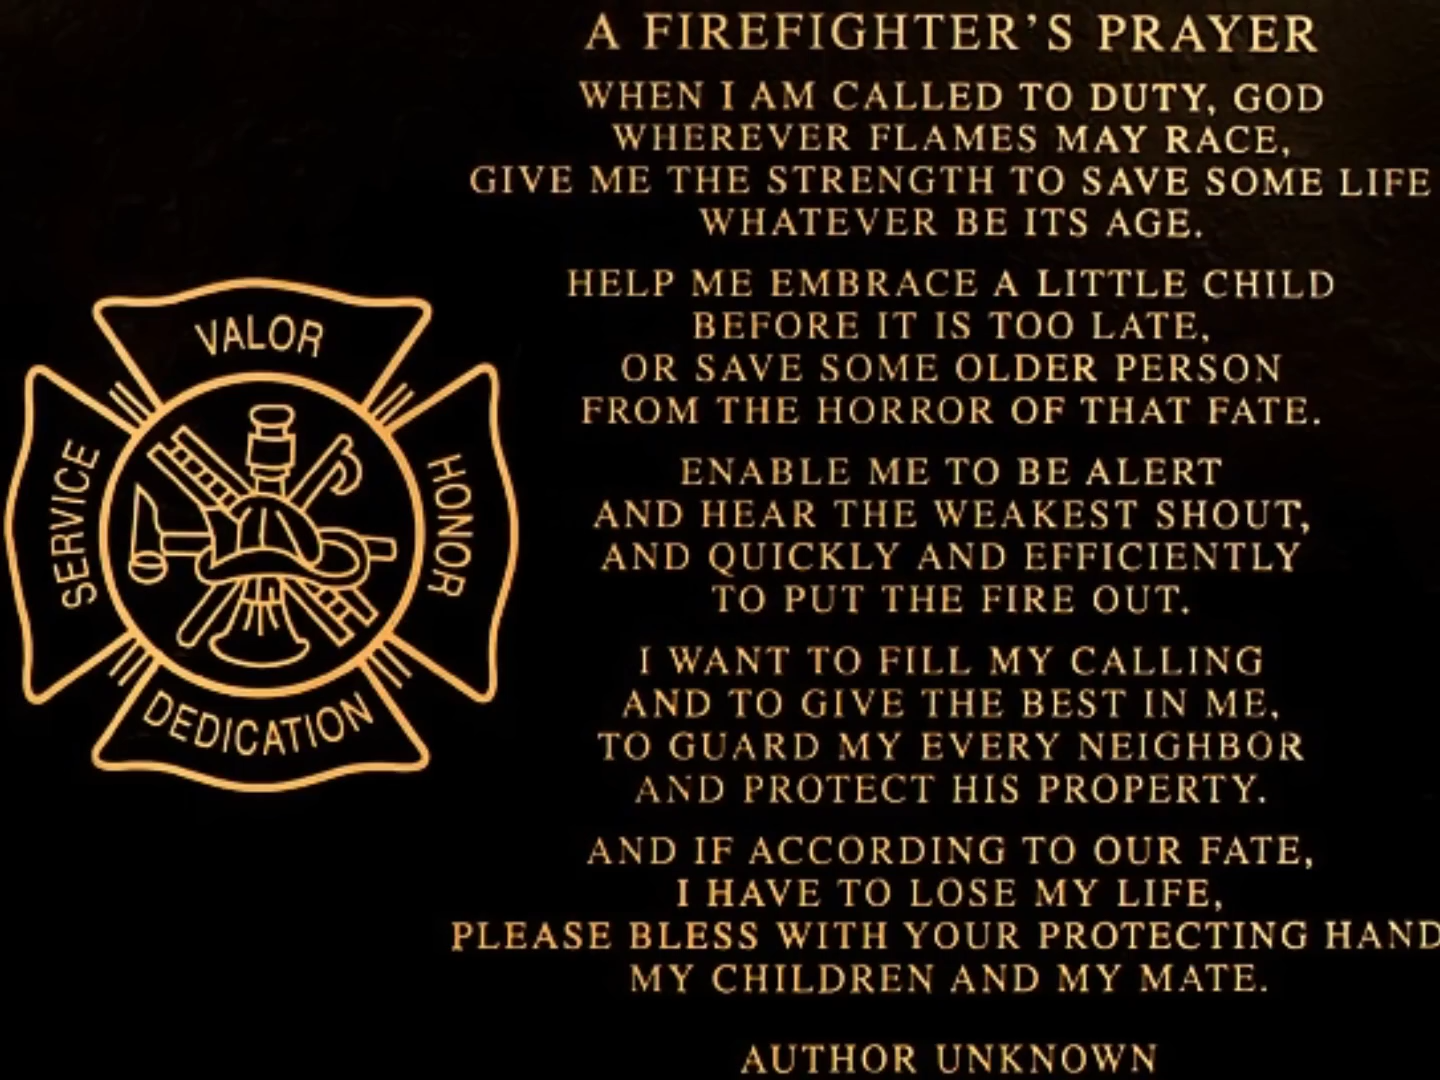 A FIREFIGHTER'S PRAYER
WHEN I AM CALLED TO DUTY, GOD
WHEREVER FLAMES MAY RACE,
GIVE ME THE STRENGTH TO SAVE SOME LIFE
WHATEVER BE ITS AGE.
HELP ME EMBRACE A LITTLE CHILD
BEFORE IT IS TOO LATE,
OR SAVE SOME OLDER PERSON
FROM THE HORROR OF THAT FATE.
ENABLE ME TO BE ALERT
AND HEAR THE WEAKEST SHOUT,
AND QUICKLY AND EFFICIENTLY
TO PUT THE FIRE OUT.
I WANT TO FILL MY CALLING
AND TO GIVE THE BEST IN ME,
TO GUARD MY EVERY NEIGHBOR
AND PROTECT HIS PROPERTY.
AND IF ACCORDING TO OUR FATE,
I HAVE TO LOSE MY LIFE,
PLEASE BLESS WITH YOUR PROTECTING HAND
MY CHILDREN AND MY MATE.
AUTHOR UNKNOWN
VALOR
SERVICE
HONOR
DEDICATION